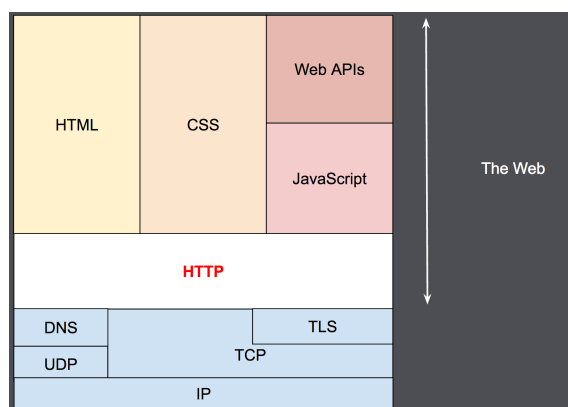 Web APIs
HTML
CSS
JavaScript
The Web
HTTP
DNS
TLS
TCP
UDP
IP